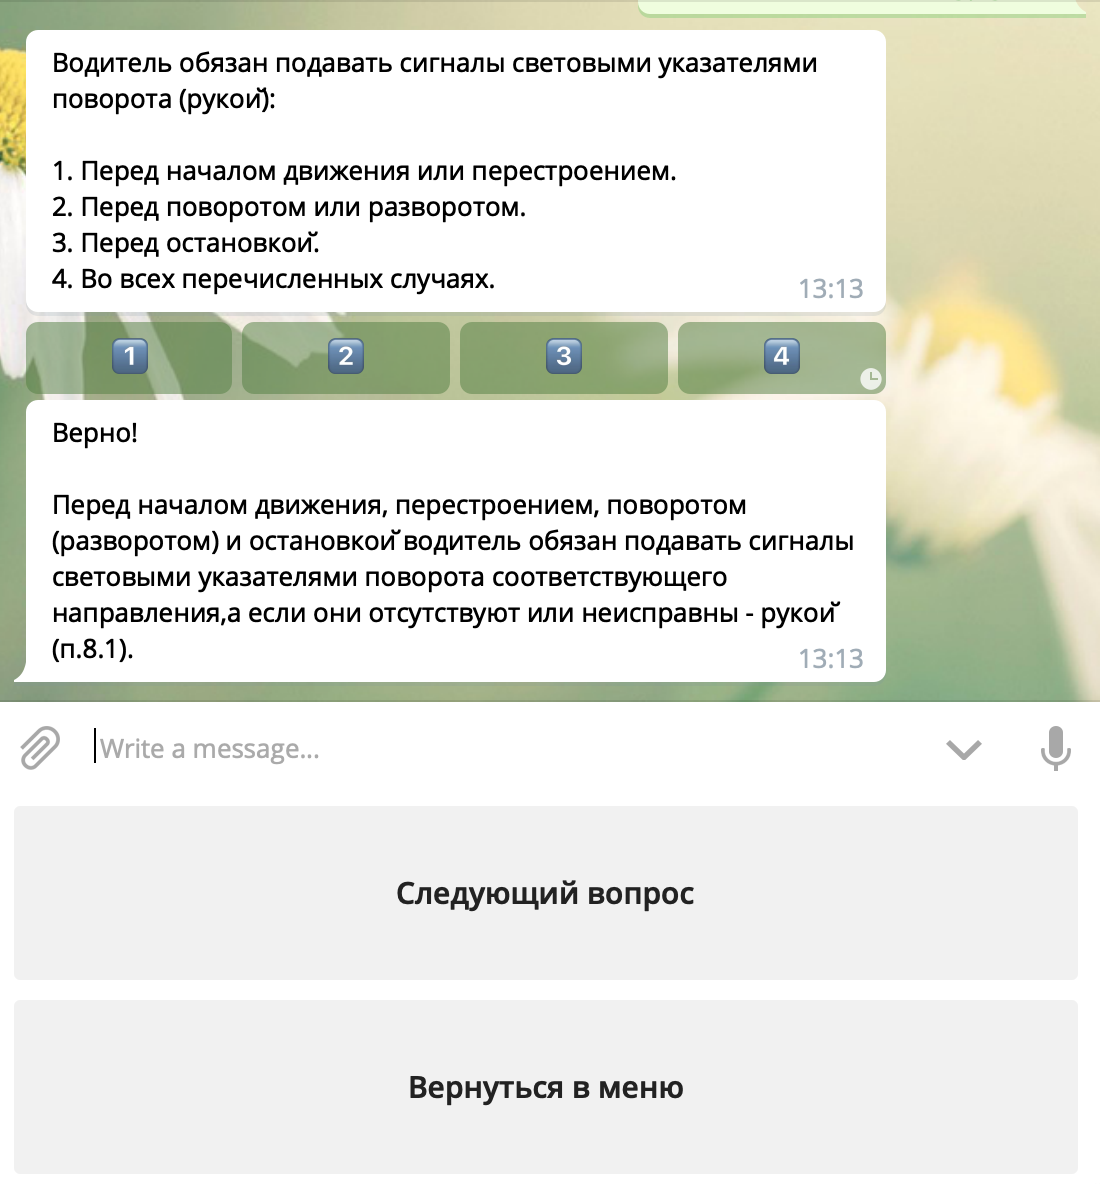 Водитель обязан подавать сигналы световыми указателями
поворота (рукой):
1. Перед началом движения или перестроением.
2. Перед поворотом или разворотом.
3. Перед остановкой.
4. Во всех перечисленных случаях.
13:13
1 2 3 4
Верно!
Перед началом движения, перестроением, поворотом
(разворотом) и остановкой водитель обязан подавать сигналы
световыми указателями поворота соответствующего
направления,а если они отсутствуют или неисправны - рукой
(п.8.1).
13:13
Write a message...
Следующий вопрос
Вернуться в меню